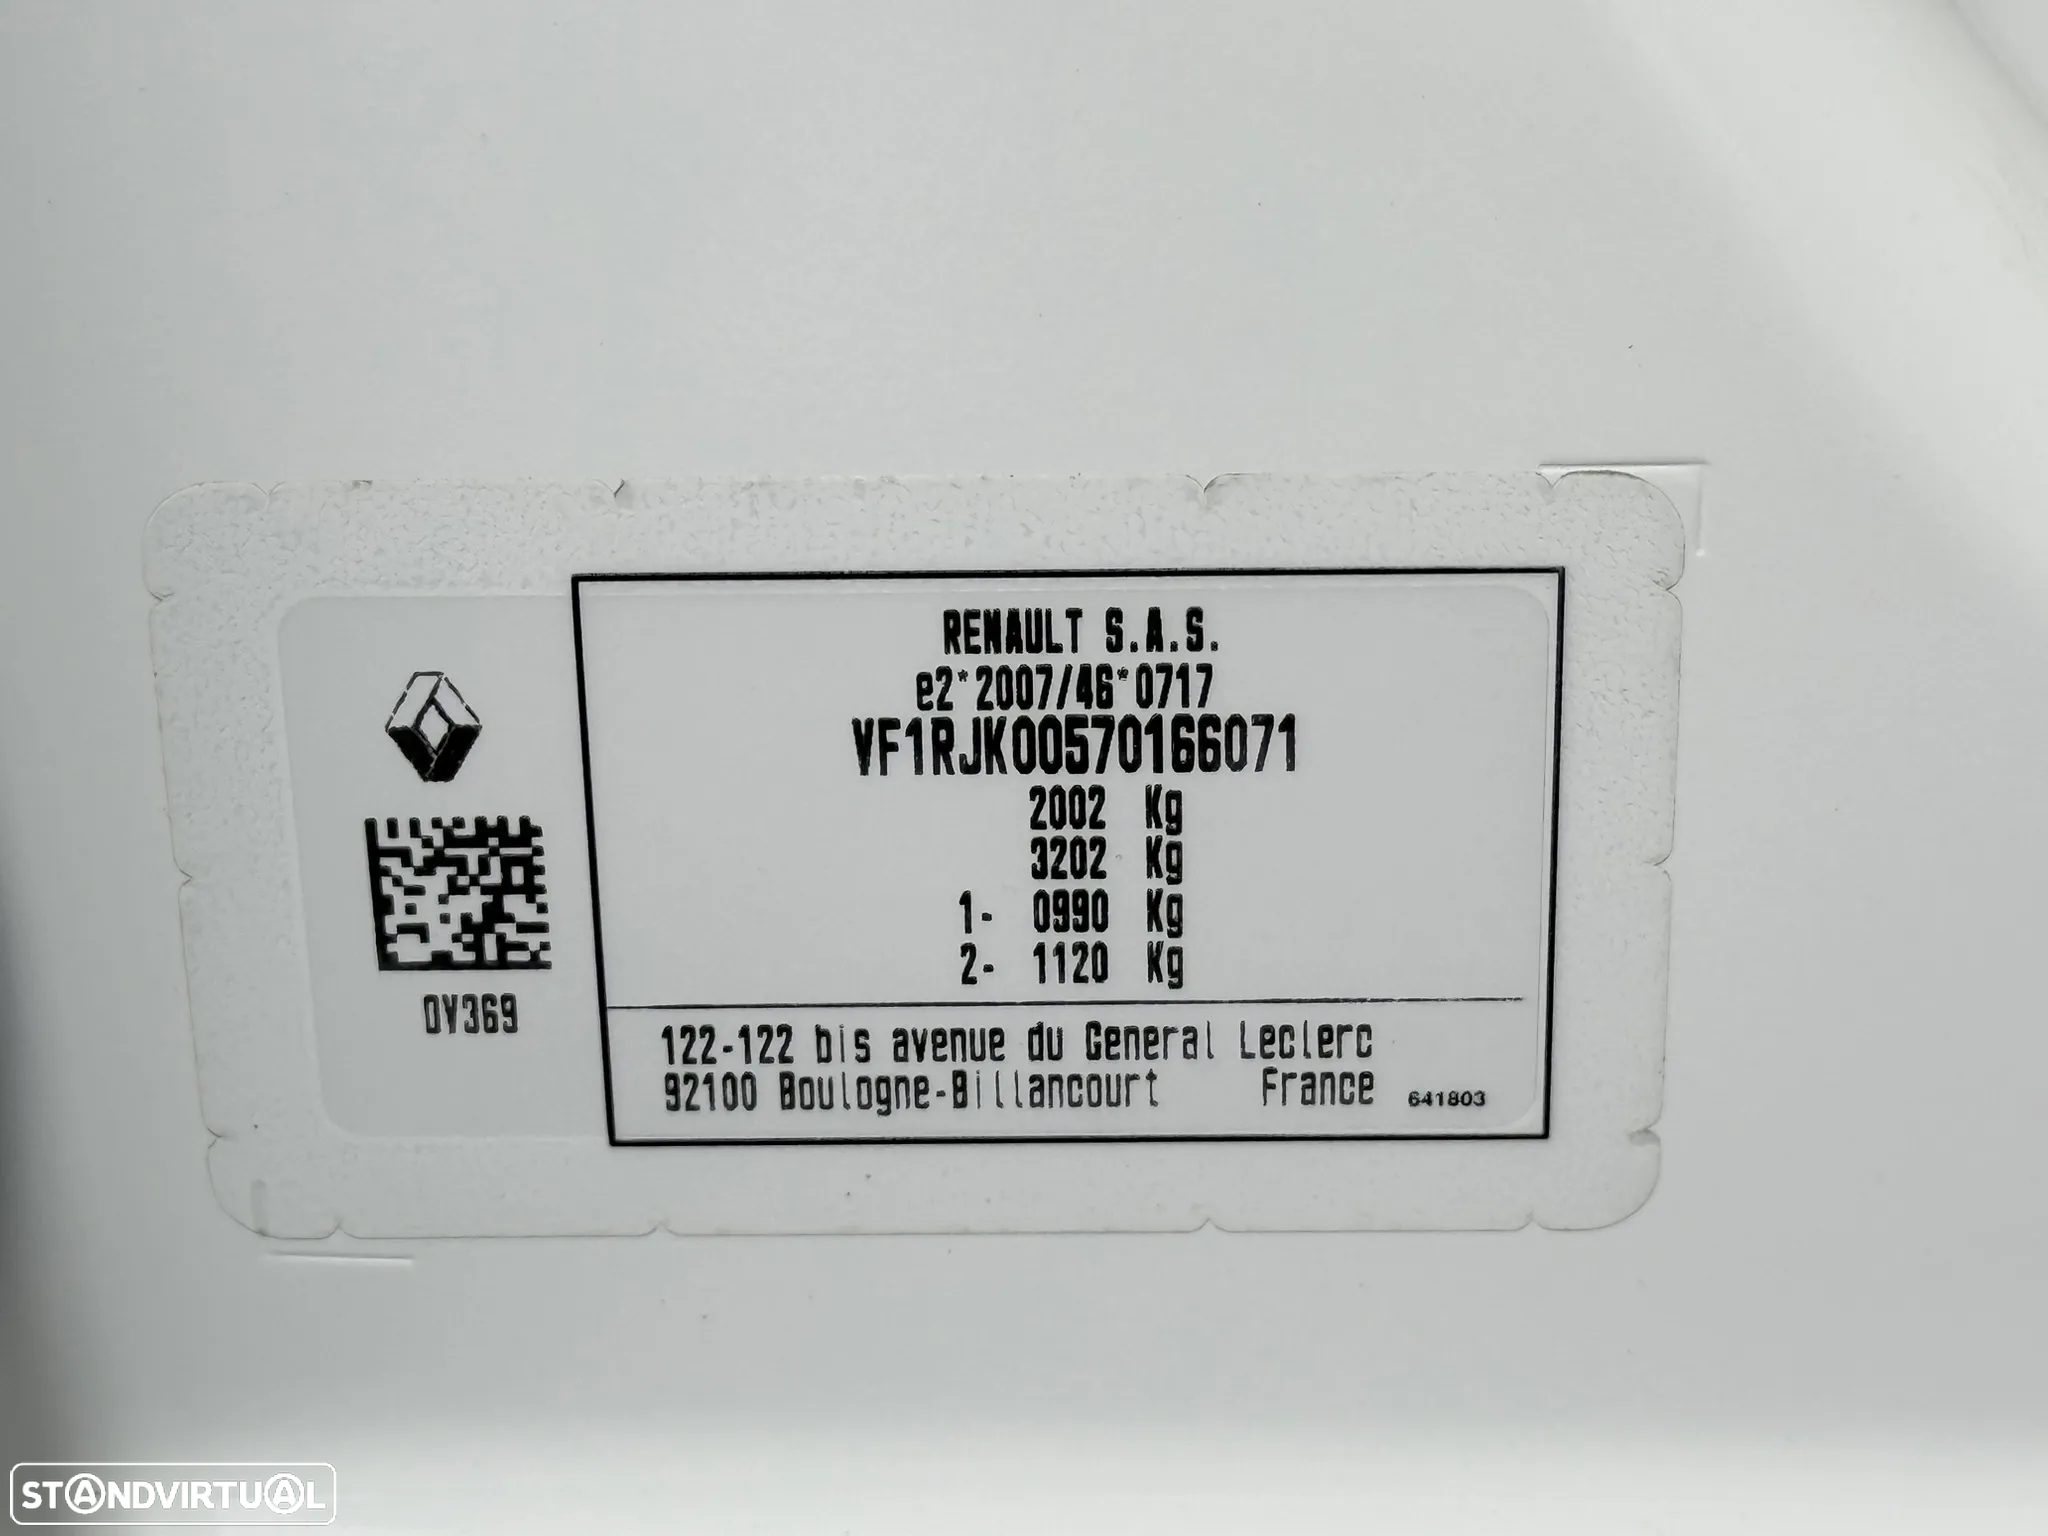 RENAULT S.A.S.
e2*2007/46*0717
VF1RJK00570166071
2002 Kg
3202 Kg
1- 0990 Kg
2- 1120 Kg
0V369
122-122 bis avenue du General Leclerc
92100 Boulogne-Billancourt France 641803
STANDVIRTUAL